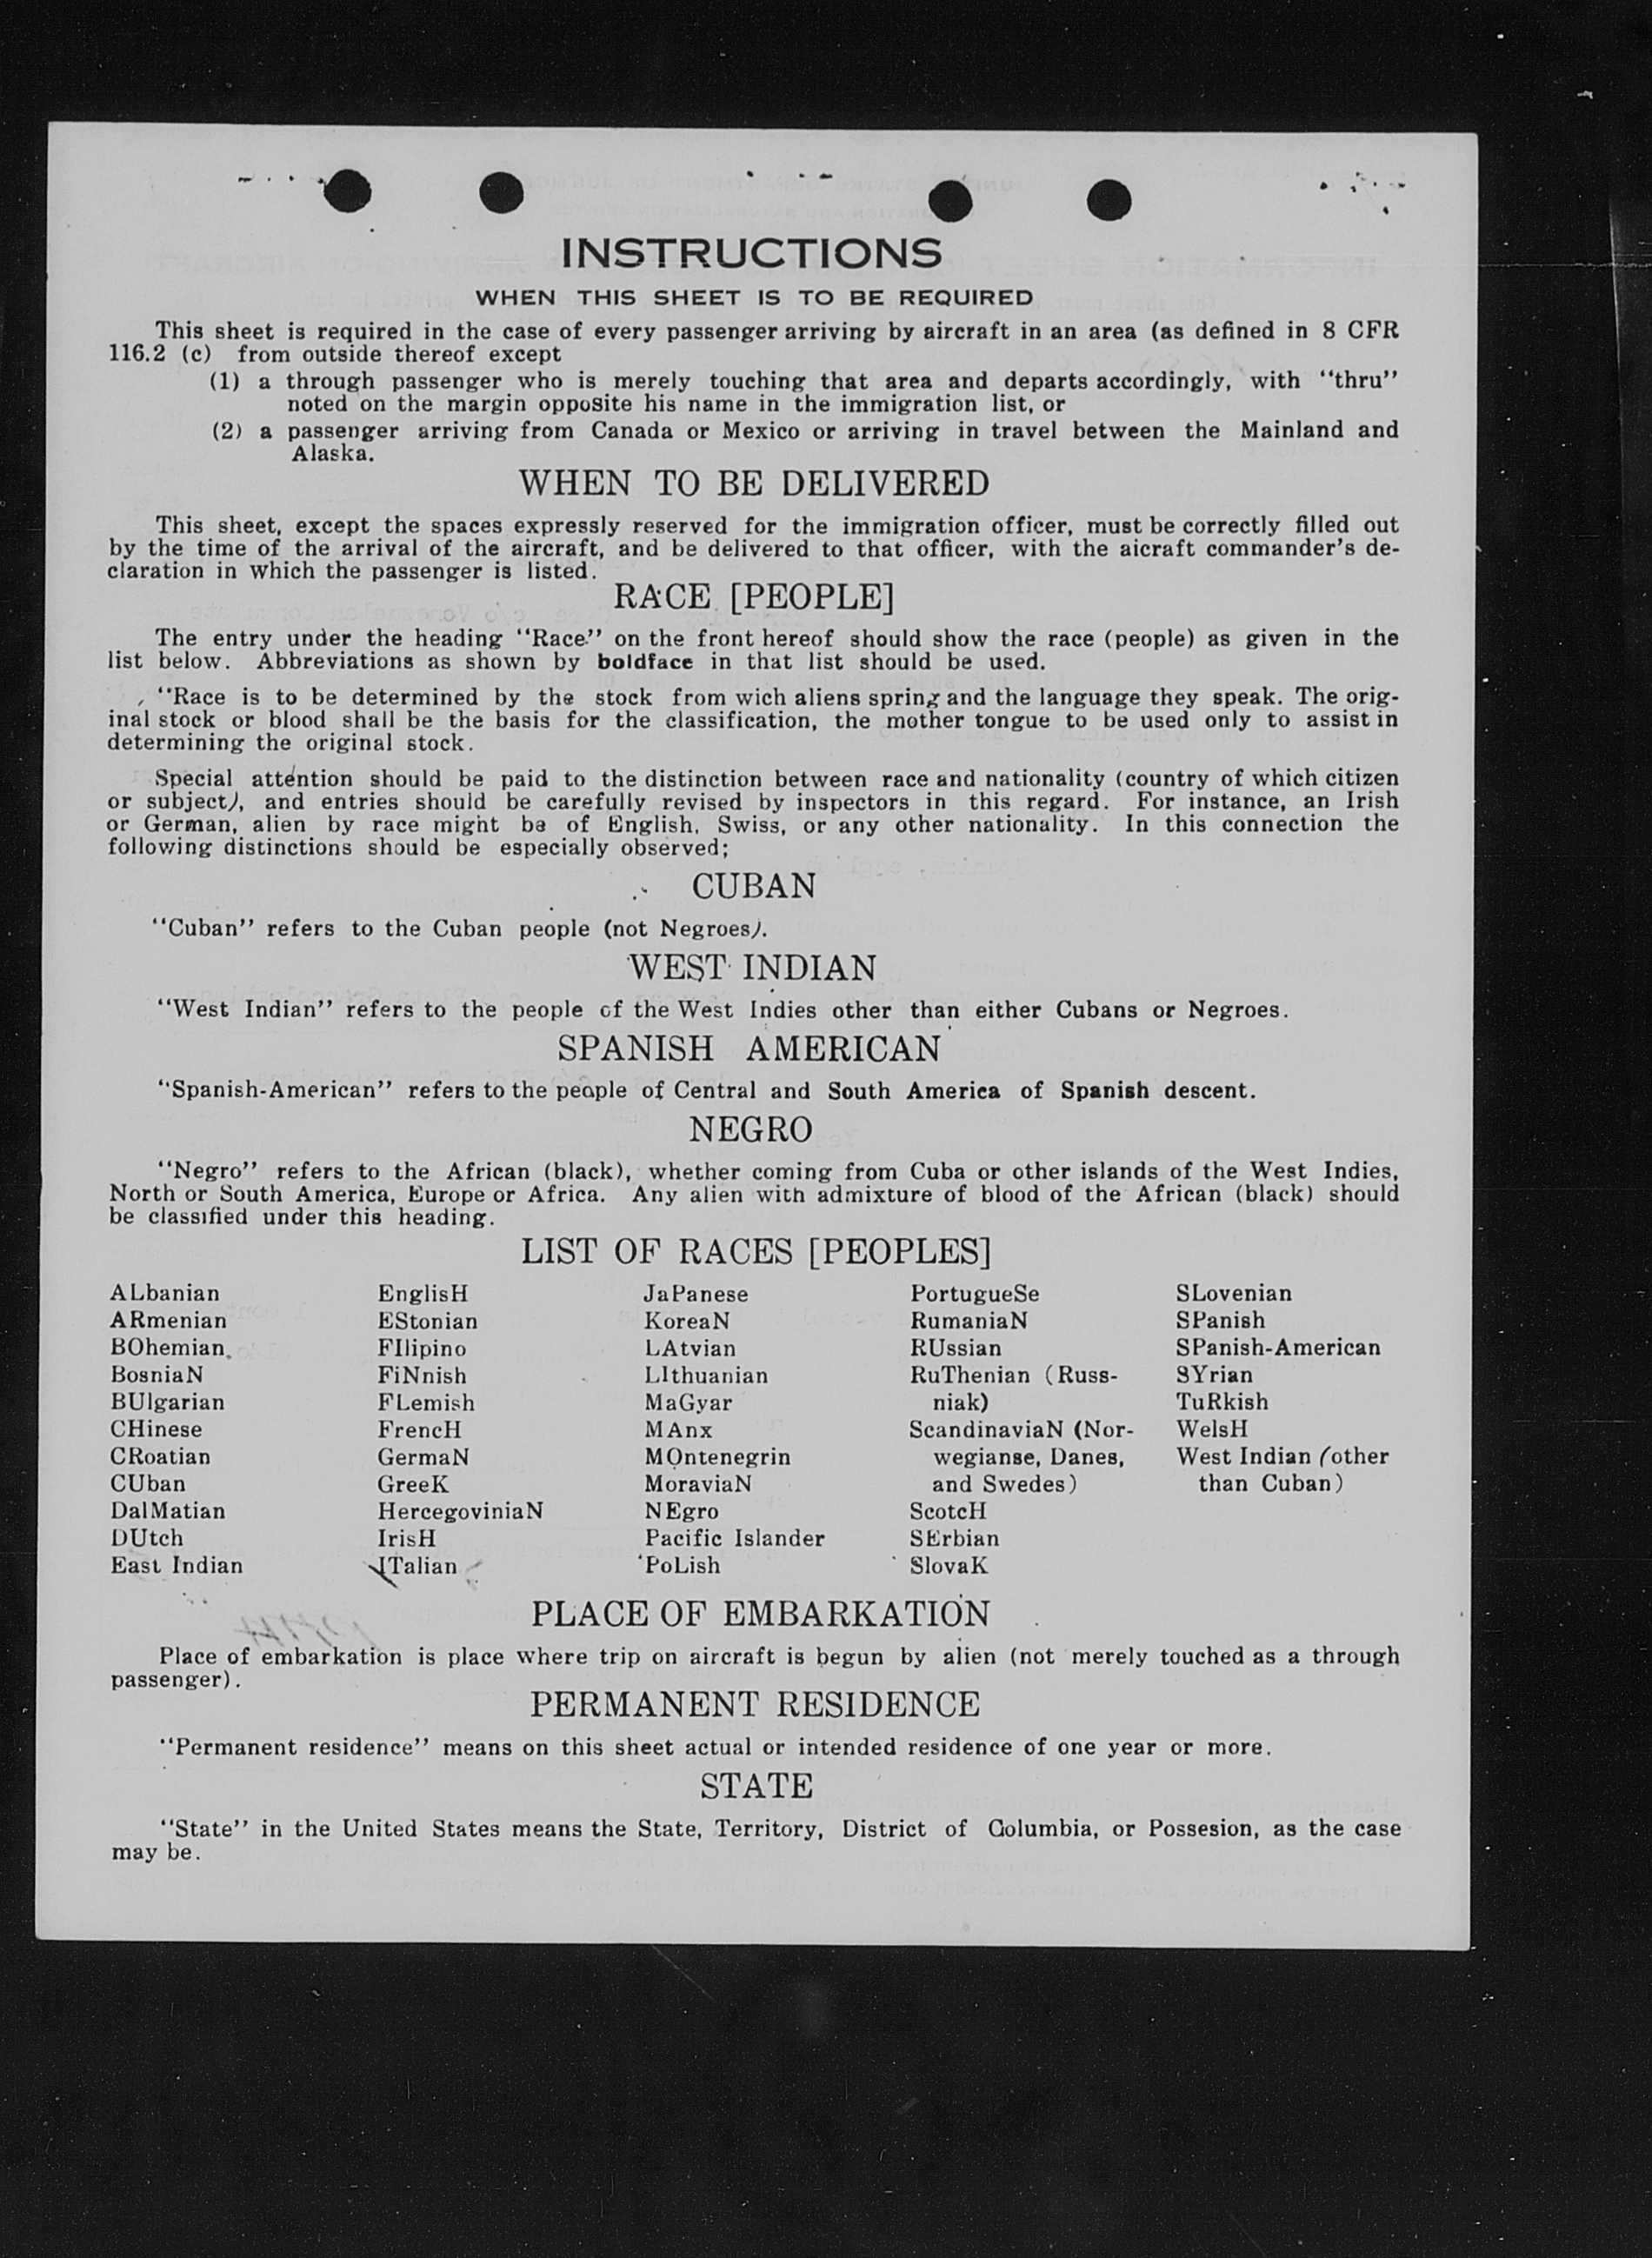 INSTRUCTIONS
WHEN THIS SHEET IS TO BE REQUIRED
This sheet is required in the case of every passenger arriving by aircraft in an area (as defined in 8 CFR
116.2 (c) from outside thereof except
(1) a through passenger who is merely touching that area and departs accordingly, with "thru"
noted on the margin opposite his name in the immigration list, or
(2) a passenger arriving from Canada or Mexico or arriving in travel between the Mainland and
Alaska.
WHEN TO BE DELIVERED
This sheet, except the spaces expressly reserved for the immigration officer, must be correctly filled out
by the time of the arrival of the aircraft, and be delivered to that officer, with the aicraft commander's de-
claration in which the passenger is listed.
RACE [PEOPLE]
The entry under the heading "Race" on the front hereof should show the race (people) as given in the
list below. Abbreviations as shown by boldface in that list should be used.
"Race is to be determined by the stock from wich aliens spring and the language they speak. The orig-
inal stock or blood shall be the basis for the classification, the mother tongue to be used only to assist in
determining the original stock.
Special attention should be paid to the distinction between race and nationality (country of which citizen
or subject), and entries should be carefully revised by inspectors in this regard. For instance, an Irish
or German, alien by race might be of English, Swiss, or any other nationality. In this connection the
following distinctions should be especially observed;
CUBAN
"Cuban" refers to the Cuban people (not Negroes).
WEST INDIAN
"West Indian" refers to the people of the West Indies other than either Cubans or Negroes.
SPANISH AMERICAN
"Spanish-American" refers to the people of Central and South America of Spanish descent.
NEGRO
"Negro" refers to the African (black), whether coming from Cuba or other islands of the West Indies,
North or South America, Europe or Africa. Any alien with admixture of blood of the African (black) should
be classified under this heading.
LIST OF RACES [PEOPLES]
ALbanian
ARmenian
BOhemian
BosniaN
BUlgarian
CHinese
CRoatian
CUban
DalMatian
DUtch
East Indian
EnglisH
EStonian
FIlipino
FiNnish
FLemish
FrencH
GermaN
GreeK
HercegoviniaN
IrisH
ITalian
JaPanese
KoreaN
LAtvian
LIthuanian
MaGyar
MAnx
MOntenegrin
MoraviaN
NEgro
Pacific Islander
PoLish
PortugueSe
RumaniaN
RUssian
RuThenian (Russ-
niak)
ScandinaviaN (Nor-
wegianse, Danes,
and Swedes)
ScotcH
SErbian
SlovaK
SLovenian
SPanish
SPanish-American
SYrian
TuRkish
WelsH
West Indian (other
than Cuban)
PLACE OF EMBARKATION
Place of embarkation is place where trip on aircraft is begun by alien (not merely touched as a through
passenger).
PERMANENT RESIDENCE
"Permanent residence" means on this sheet actual or intended residence of one year or more.
STATE
"State" in the United States means the State, Territory, District of Columbia, or Possesion, as the case
may be.